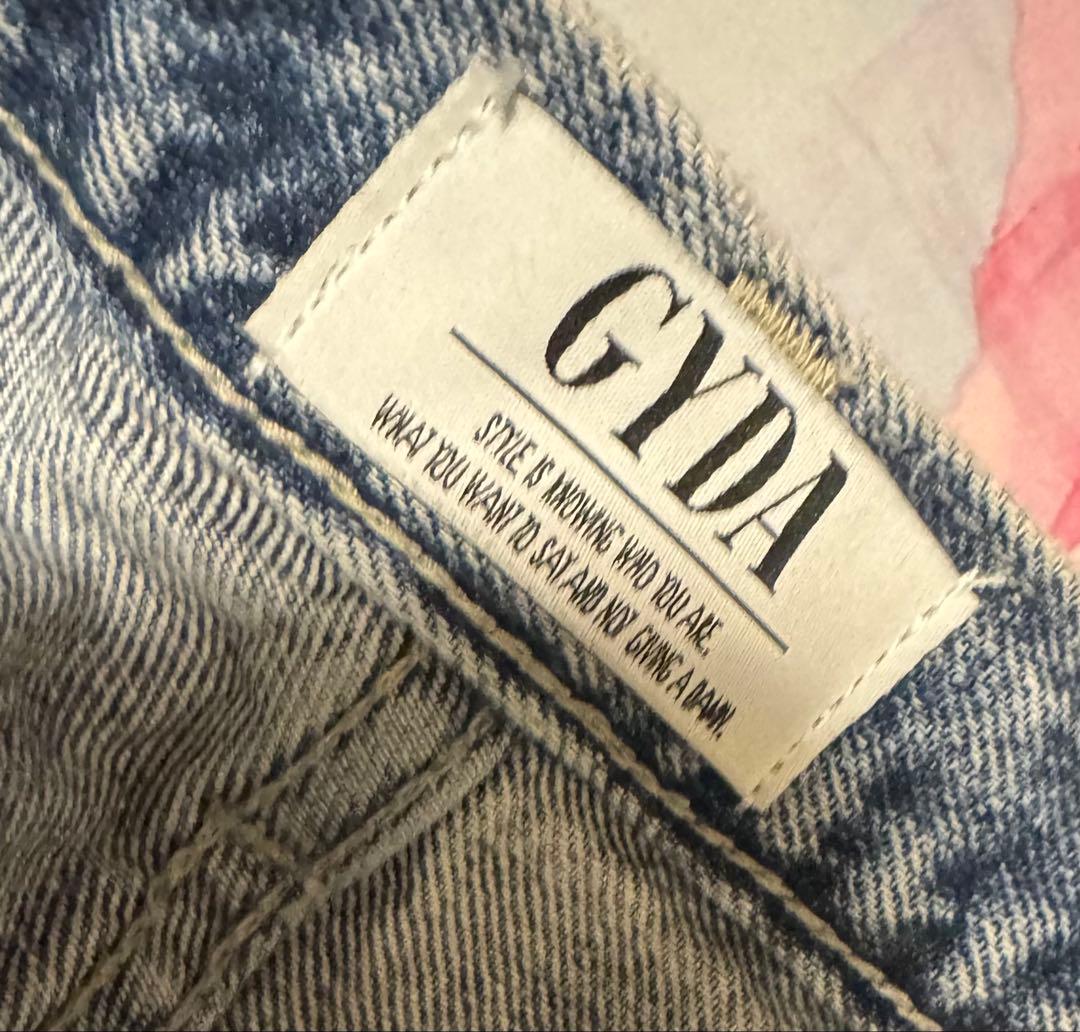 GYDA
STYLE IS KNOWING WHO YOU ARE,
WHAT YOU WANT TO SAY AND NOT GIVING A DAMN.